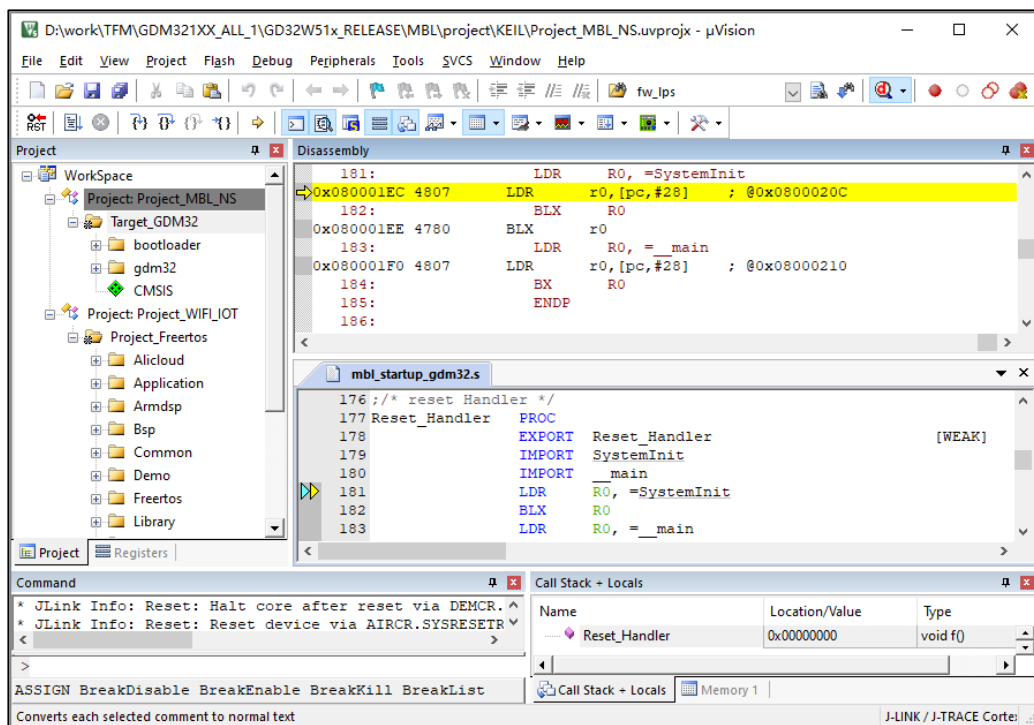 D:\work\TFM\GDM321XX_ALL_1\GD32W51x_RELEASE\MBL\project\KEIL\Project_MBL_NS.uvprojx - µVision
File Edit View Project Flash Debug Peripherals Tools SVCS Window Help
fw_lps
RST
Project
WorkSpace
Project: Project_MBL_NS
Target_GDM32
bootloader
gdm32
CMSIS
Project: Project_WIFI_IOT
Project_Freertos
Alicloud
Application
Armdsp
Bsp
Common
Demo
Freertos
Library
Project Registers
Disassembly
181: LDR R0, =SystemInit
0x080001EC 4807 LDR r0,[pc,#28] ; @0x0800020C
182: BLX R0
0x080001EE 4780 BLX r0
183: LDR R0, =__main
0x080001F0 4807 LDR r0,[pc,#28] ; @0x08000210
184: BX R0
185: ENDP
186:
mbl_startup_gdm32.s
176 ;/* reset Handler */
177 Reset_Handler PROC
178 EXPORT Reset_Handler [WEAK]
179 IMPORT SystemInit
180 IMPORT __main
181 LDR R0, =SystemInit
182 BLX R0
183 LDR R0, =__main
Command
* JLink Info: Reset: Halt core after reset via DEMCR.
* JLink Info: Reset: Reset device via AIRCR.SYSRESETR
>
ASSIGN BreakDisable BreakEnable BreakKill BreakList
Call Stack + Locals
Name Location/Value Type
Reset_Handler 0x00000000 void f()
Call Stack + Locals Memory 1
Converts each selected comment to normal text
J-LINK / J-TRACE Cortex